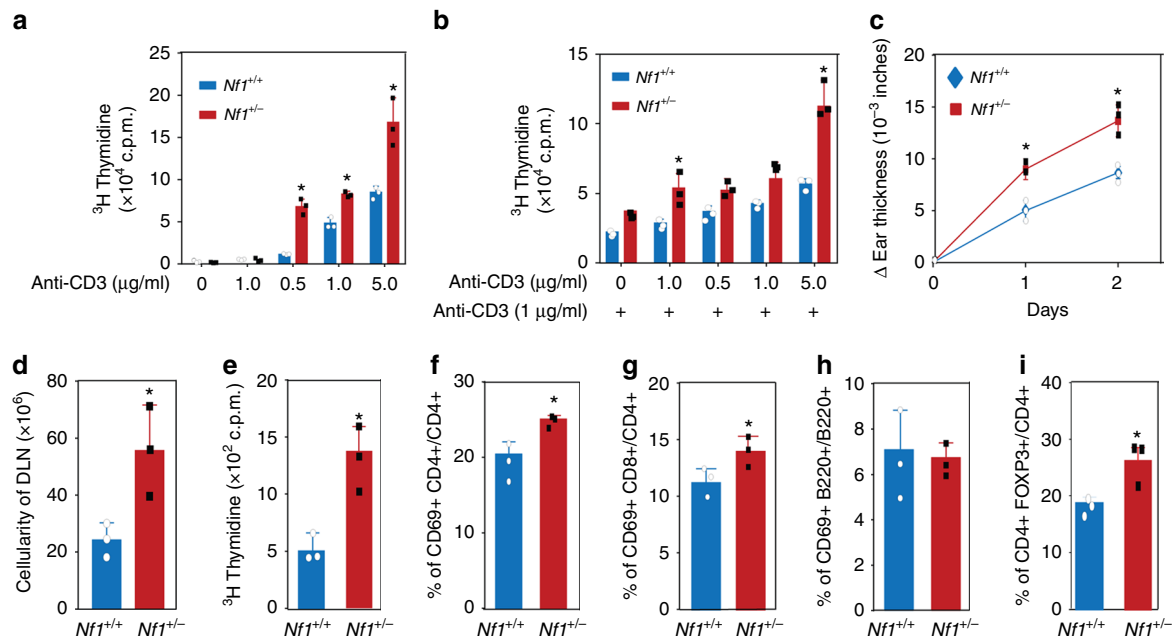 a
³H Thymidine
(×10⁴ c.p.m.)
25
20
15
10
5
0
Nf1+/+
Nf1+/−
*
*
*
Anti-CD3 (μg/ml)
0 1.0 0.5 1.0 5.0
b
³H Thymidine
(×10⁴ c.p.m.)
15
10
5
0
Nf1+/+
Nf1+/−
*
*
Anti-CD3 (μg/ml)
0 1.0 0.5 1.0 5.0
Anti-CD3 (1 μg/ml)
+ + + + +
c
Δ Ear thickness (10⁻³ inches)
20
15
10
5
0
Nf1+/+
Nf1+/−
*
*
0 1 2
Days
d
Cellularity of DLN (×10⁶)
80
60
40
20
0
*
Nf1+/+ Nf1+/−
e
³H Thymidine (×10² c.p.m.)
20
15
10
5
0
*
Nf1+/+ Nf1+/−
f
% of CD69+ CD4+/CD4+
30
20
10
0
*
Nf1+/+ Nf1+/−
g
% of CD69+ CD8+/CD4+
20
15
10
5
0
*
Nf1+/+ Nf1+/−
h
% of CD69+ B220+/B220+
10
8
6
4
2
0
Nf1+/+ Nf1+/−
i
% of CD4+ FOXP3+/CD4+
40
30
20
10
0
*
Nf1+/+ Nf1+/−